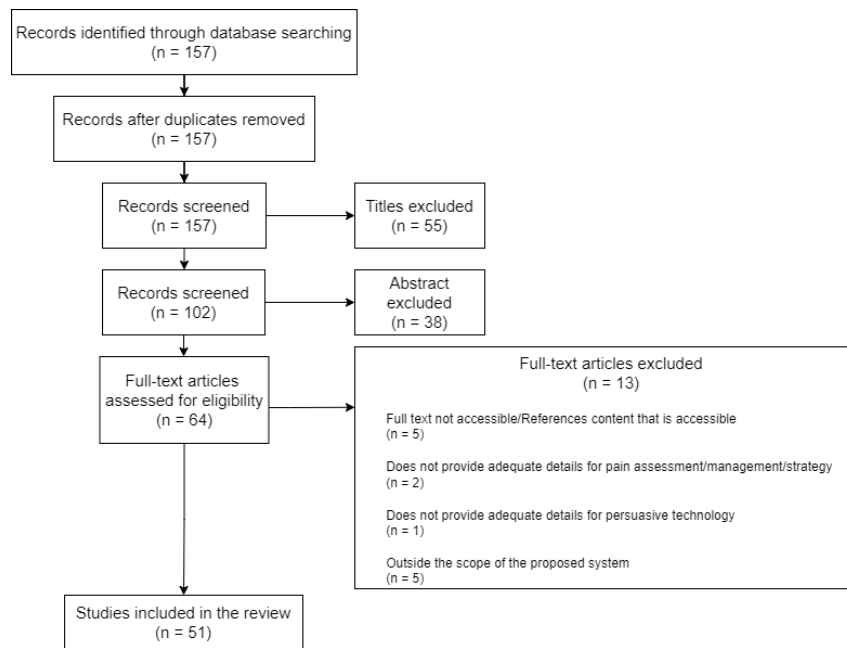 Records identified through database searching
(n = 157)
Records after duplicates removed
(n = 157)
Records screened
(n = 157)
Titles excluded
(n = 55)
Records screened
(n = 102)
Abstract
excluded
(n = 38)
Full-text articles
assessed for eligibility
(n = 64)
Full-text articles excluded
(n = 13)
Full text not accessible/References content that is accessible
(n = 5)
Does not provide adequate details for pain assessment/management/strategy
(n = 2)
Does not provide adequate details for persuasive technology
(n = 1)
Outside the scope of the proposed system
(n = 5)
Studies included in the review
(n = 51)